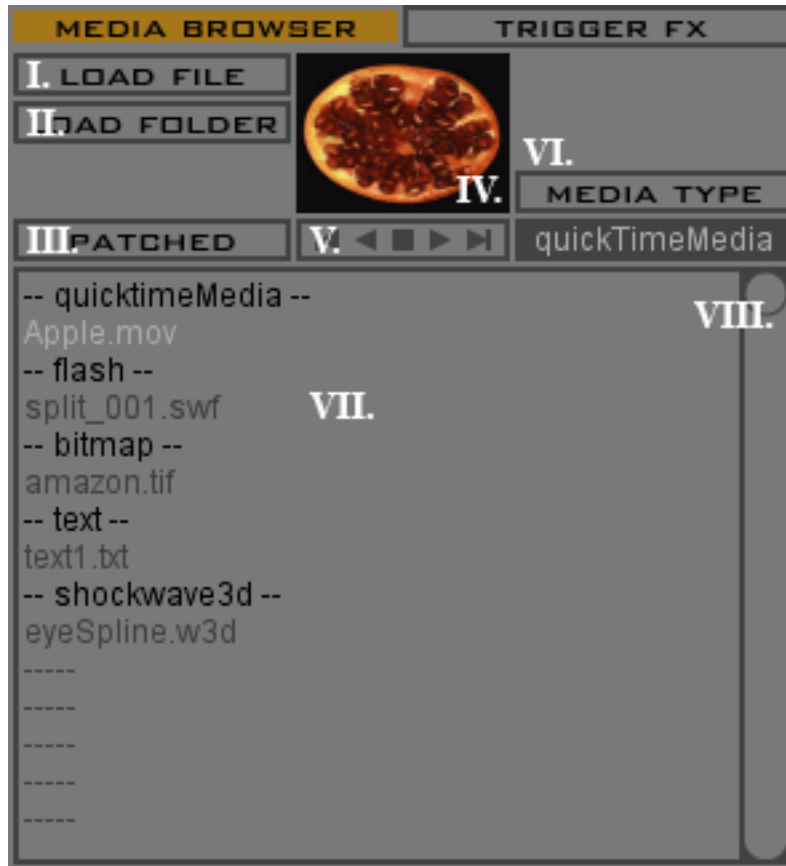 MEDIA BROWSER
TRIGGER FX
I. LOAD FILE
II. LOAD FOLDER
IV.
VI.
MEDIA TYPE
III. PATCHED
V.
quickTimeMedia
-- quicktimeMedia --
VIII.
Apple.mov
-- flash --
split_001.swf
VII.
-- bitmap --
amazon.tif
-- text --
text1.txt
-- shockwave3d --
eyeSpline.w3d
-----
-----
-----
-----
-----